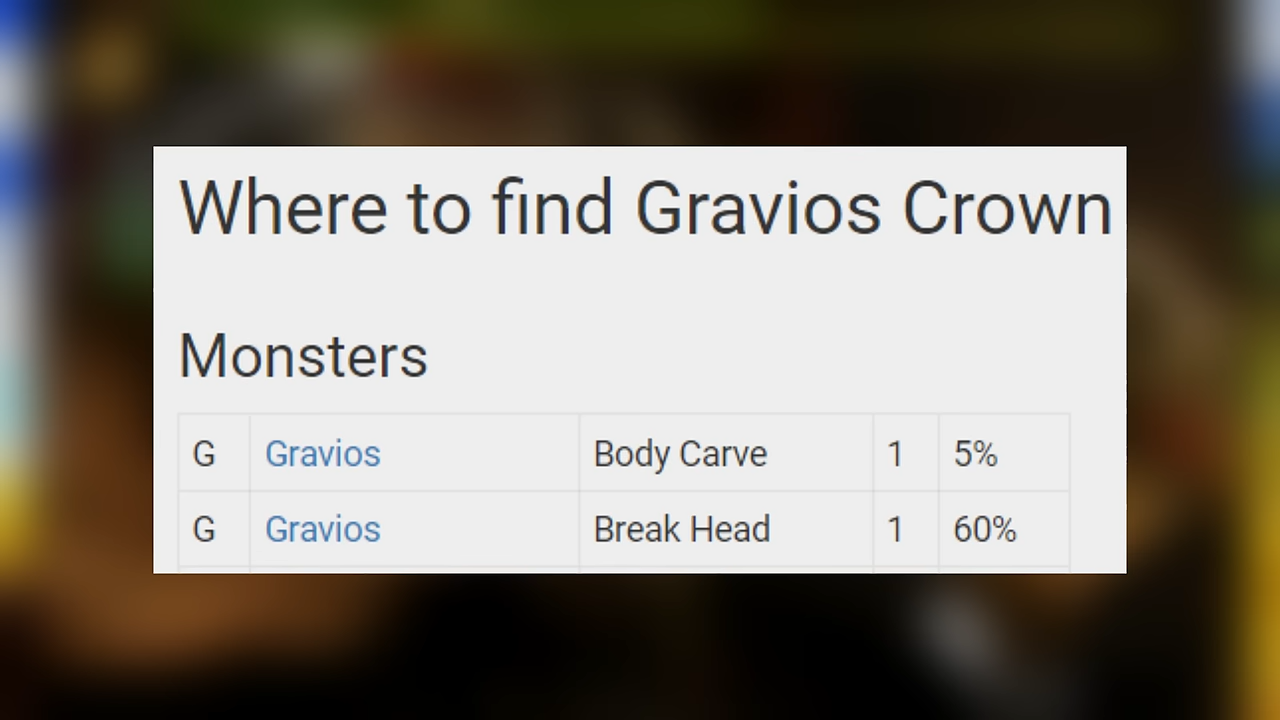 Where to find Gravios Crown
Monsters
G Gravios Body Carve 1 5%
G Gravios Break Head 1 60%